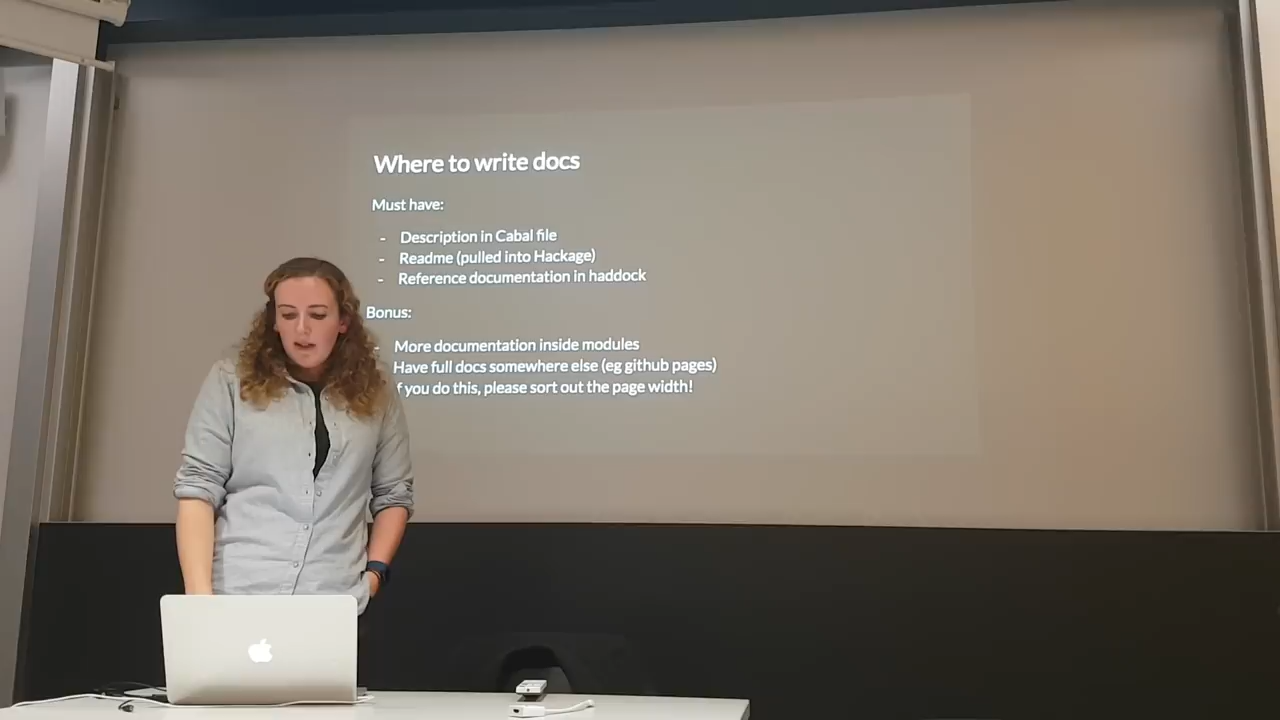 Where to write docs
Must have:
- Description in Cabal file
- Readme (pulled into Hackage)
- Reference documentation in haddock
Bonus:
- More documentation inside modules
Have full docs somewhere else (eg github pages)
f you do this, please sort out the page width!